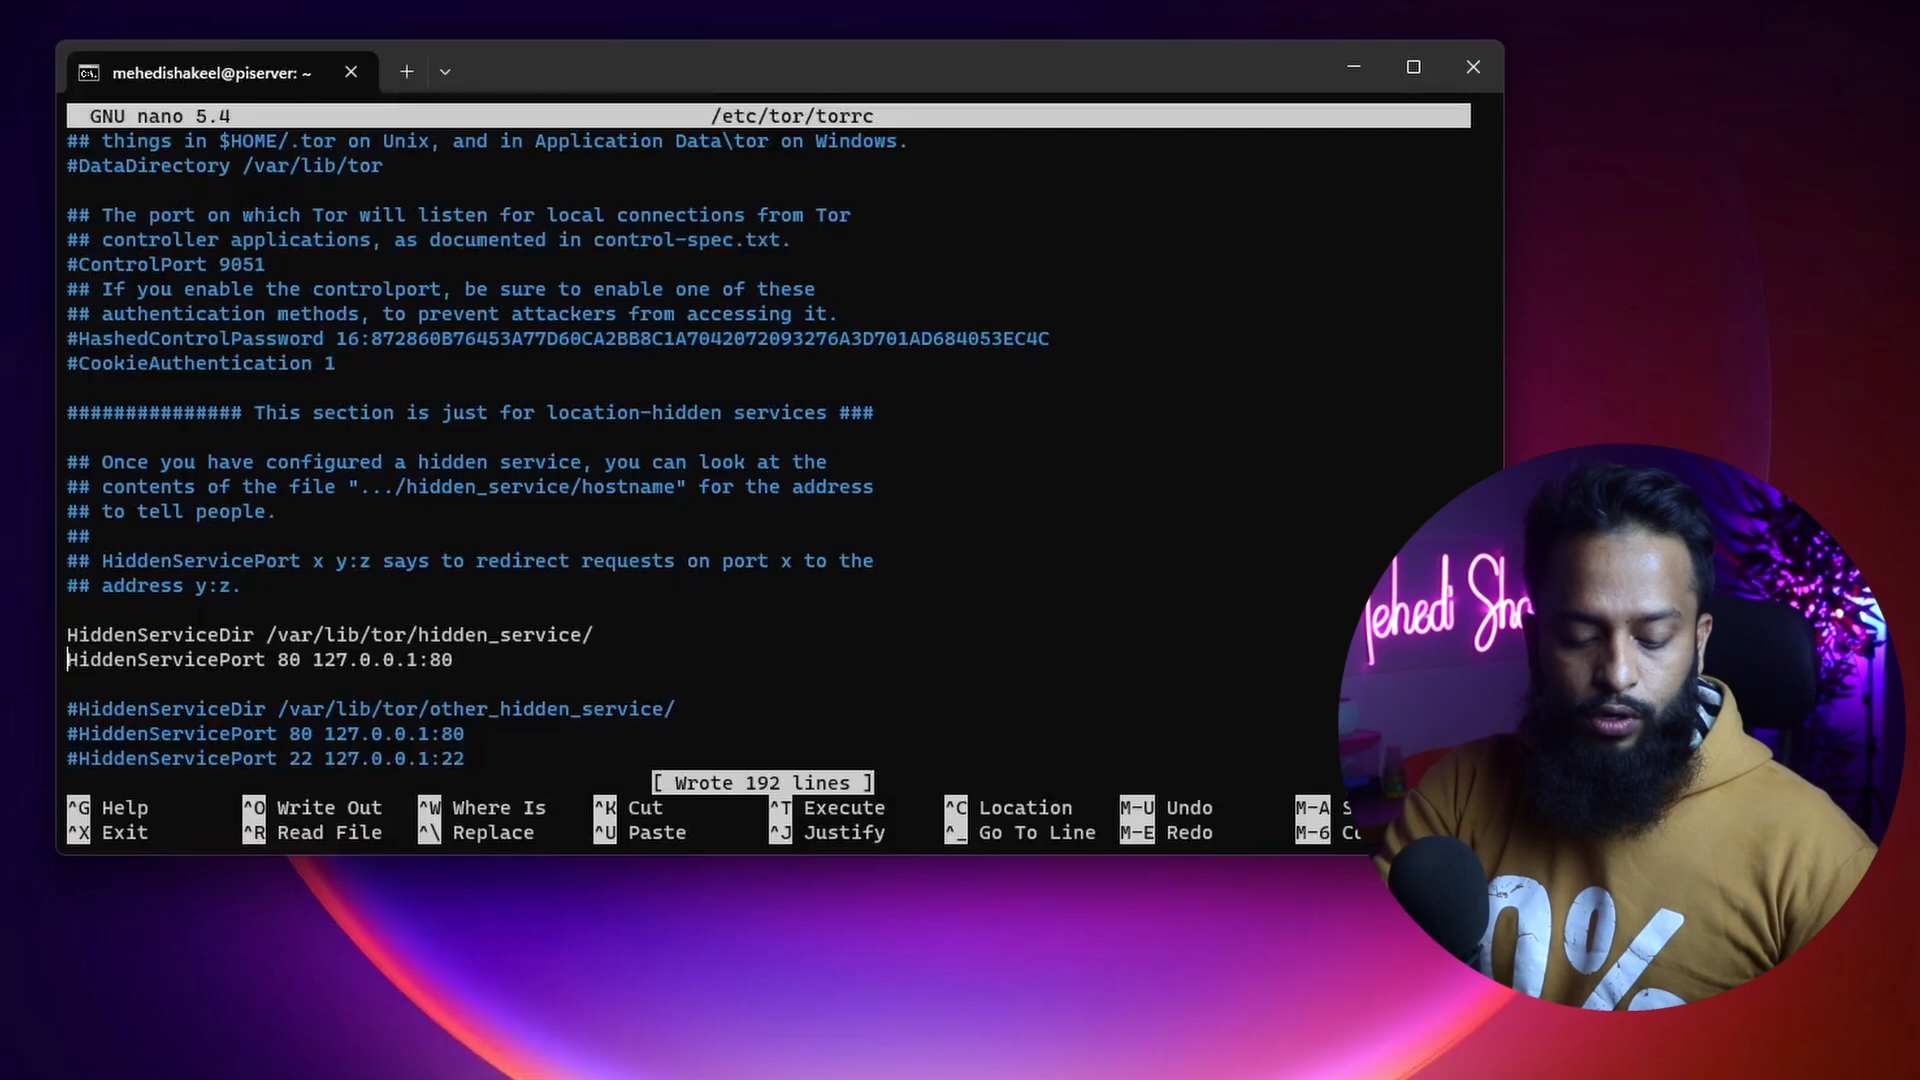 mehedishakeel@piserver: ~
GNU nano 5.4 /etc/tor/torrc
## things in $HOME/.tor on Unix, and in Application Data\tor on Windows.
#DataDirectory /var/lib/tor
## The port on which Tor will listen for local connections from Tor
## controller applications, as documented in control-spec.txt.
#ControlPort 9051
## If you enable the controlport, be sure to enable one of these
## authentication methods, to prevent attackers from accessing it.
#HashedControlPassword 16:872860B76453A77D60CA2BB8C1A7042072093276A3D701AD684053EC4C
#CookieAuthentication 1
############### This section is just for location-hidden services ###
## Once you have configured a hidden service, you can look at the
## contents of the file ".../hidden_service/hostname" for the address
## to tell people.
##
## HiddenServicePort x y:z says to redirect requests on port x to the
## address y:z.
HiddenServiceDir /var/lib/tor/hidden_service/
HiddenServicePort 80 127.0.0.1:80
#HiddenServiceDir /var/lib/tor/other_hidden_service/
#HiddenServicePort 80 127.0.0.1:80
#HiddenServicePort 22 127.0.0.1:22
[ Wrote 192 lines ]
^G Help ^O Write Out ^W Where Is ^K Cut ^T Execute ^C Location M-U Undo M-A
^X Exit ^R Read File ^\ Replace ^U Paste ^J Justify ^_ Go To Line M-E Redo M-6
ehedi Sha
0%